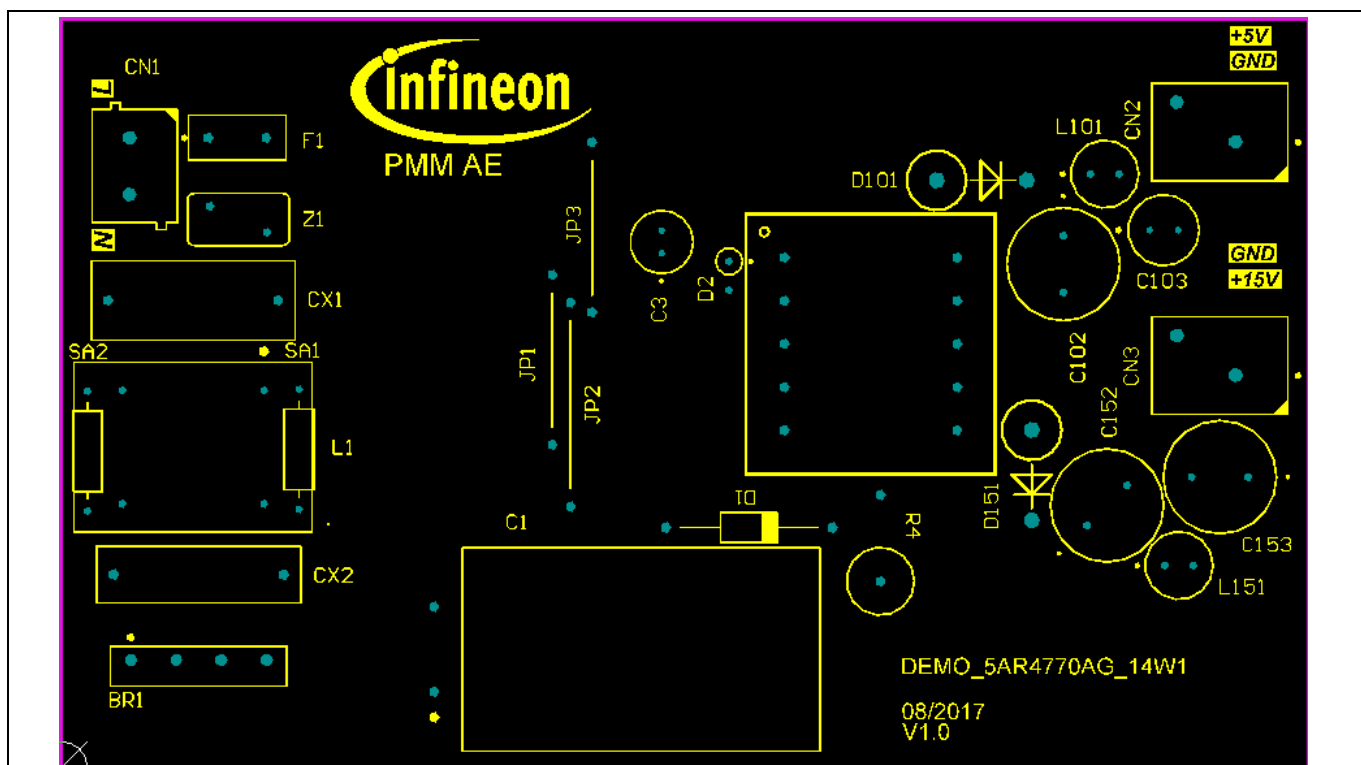 +5V
GND
CN1
L
infineon
PMM AE
F1
L101
CN2
D101
Z1
JP3
N
C3
D2
GND
+15V
C103
CX1
SA2
SA1
JP1
JP2
C102
CN3
C152
L1
D151
D1
C1
R4
C153
CX2
L151
BR1
DEMO_5AR4770AG_14W1
08/2017
V1.0